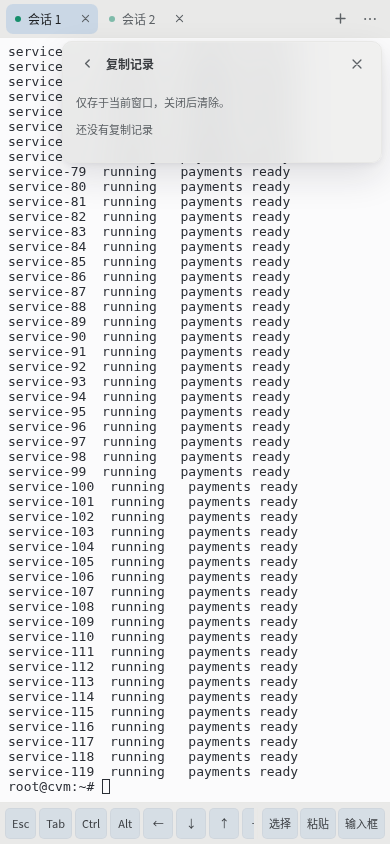 会话 1
会话 2
复制记录
仅存于当前窗口，关闭后清除。
还没有复制记录
service
service
service
service
service
service
service
service
service-79  running   payments ready
service-80  running   payments ready
service-81  running   payments ready
service-82  running   payments ready
service-83  running   payments ready
service-84  running   payments ready
service-85  running   payments ready
service-86  running   payments ready
service-87  running   payments ready
service-88  running   payments ready
service-89  running   payments ready
service-90  running   payments ready
service-91  running   payments ready
service-92  running   payments ready
service-93  running   payments ready
service-94  running   payments ready
service-95  running   payments ready
service-96  running   payments ready
service-97  running   payments ready
service-98  running   payments ready
service-99  running   payments ready
service-100  running   payments ready
service-101  running   payments ready
service-102  running   payments ready
service-103  running   payments ready
service-104  running   payments ready
service-105  running   payments ready
service-106  running   payments ready
service-107  running   payments ready
service-108  running   payments ready
service-109  running   payments ready
service-110  running   payments ready
service-111  running   payments ready
service-112  running   payments ready
service-113  running   payments ready
service-114  running   payments ready
service-115  running   payments ready
service-116  running   payments ready
service-117  running   payments ready
service-118  running   payments ready
service-119  running   payments ready
root@cvm:~#
Esc Tab Ctrl Alt ← ↓ ↑ 选择 粘贴 输入框